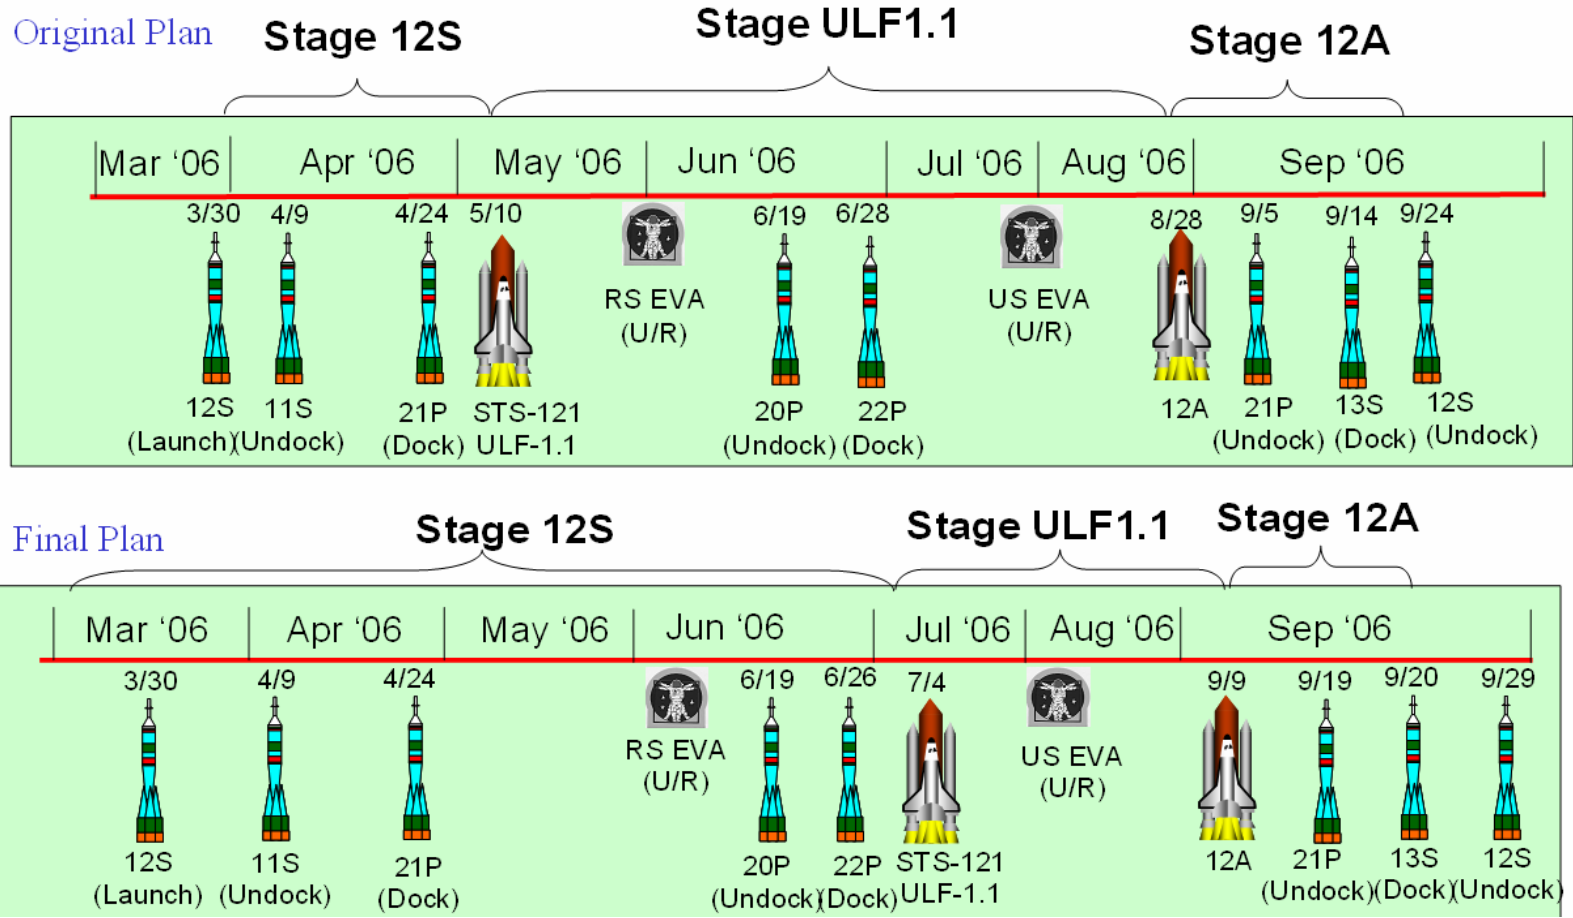 Original Plan
Stage 12S
Stage ULF1.1
Stage 12A
Mar ‘06
Apr ‘06
May ‘06
Jun ‘06
Jul ‘06
Aug ‘06
Sep ‘06
3/30
4/9
4/24
5/10
6/19
6/28
8/28
9/5
9/14
9/24
12S
(Launch)
11S
(Undock)
21P
(Dock)
STS-121
ULF-1.1
RS EVA
(U/R)
20P
(Undock)
22P
(Dock)
US EVA
(U/R)
12A
21P
(Undock)
13S
(Dock)
12S
(Undock)
Final Plan
Stage 12S
Stage ULF1.1
Stage 12A
Mar ‘06
Apr ‘06
May ‘06
Jun ‘06
Jul ‘06
Aug ‘06
Sep ‘06
3/30
4/9
4/24
6/19
6/26
7/4
9/9
9/19
9/20
9/29
12S
(Launch)
11S
(Undock)
21P
(Dock)
RS EVA
(U/R)
20P
(Undock)
22P
(Dock)
STS-121
ULF-1.1
US EVA
(U/R)
12A
21P
(Undock)
13S
(Dock)
12S
(Undock)